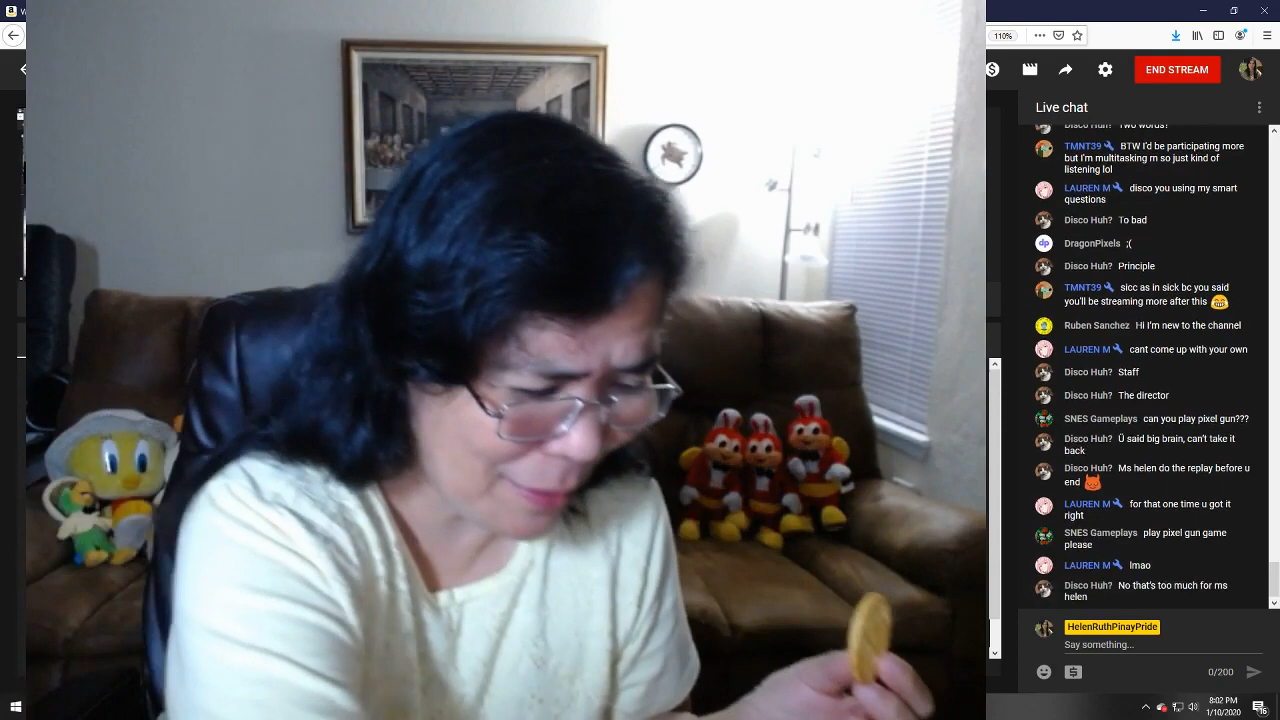 110%
END STREAM
Live chat
Disco Huh? Two words?
TMNT39 BTW I'd be participating more
but I'm multitasking m so just kind of
listening lol
LAUREN M disco you using my smart
questions
Disco Huh? To bad
dp DragonPixels ;(
Disco Huh? Principle
TMNT39 sicc as in sick bc you said
you'll be streaming more after this
Ruben Sanchez Hi I'm new to the channel
LAUREN M cant come up with your own
Disco Huh? Staff
Disco Huh? The director
SNES Gameplays can you play pixel gun???
Disco Huh? Ü said big brain, can't take it
back
Disco Huh? Ms helen do the replay before u
end
LAUREN M for that one time u got it
right
SNES Gameplays play pixel gun game
please
LAUREN M lmao
Disco Huh? No that's too much for ms
helen
HelenRuthPinayPride
Say something...
0/200
8:02 PM
1/10/2020